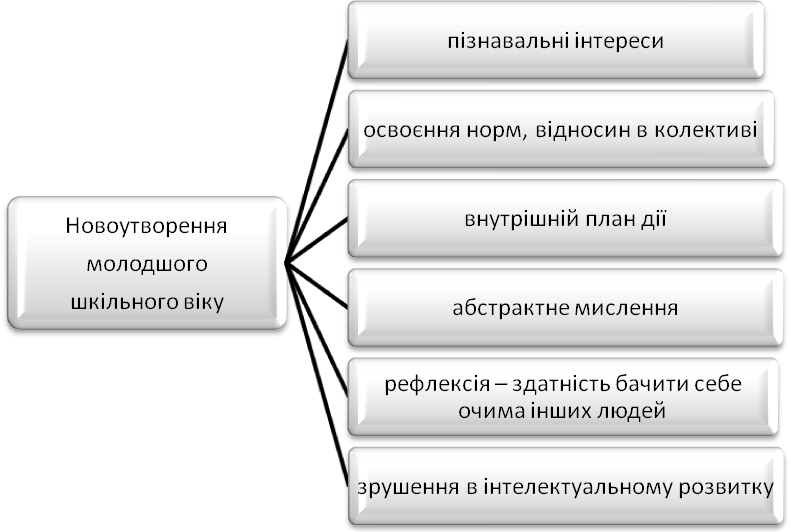 Новоутворення
молодшого
шкільного віку
пізнавальні інтереси
освоєння норм, відносин в колективі
внутрішній план дії
абстрактне мислення
рефлексія – здатність бачити себе
очима інших людей
зрушення в інтелектуальному розвитку